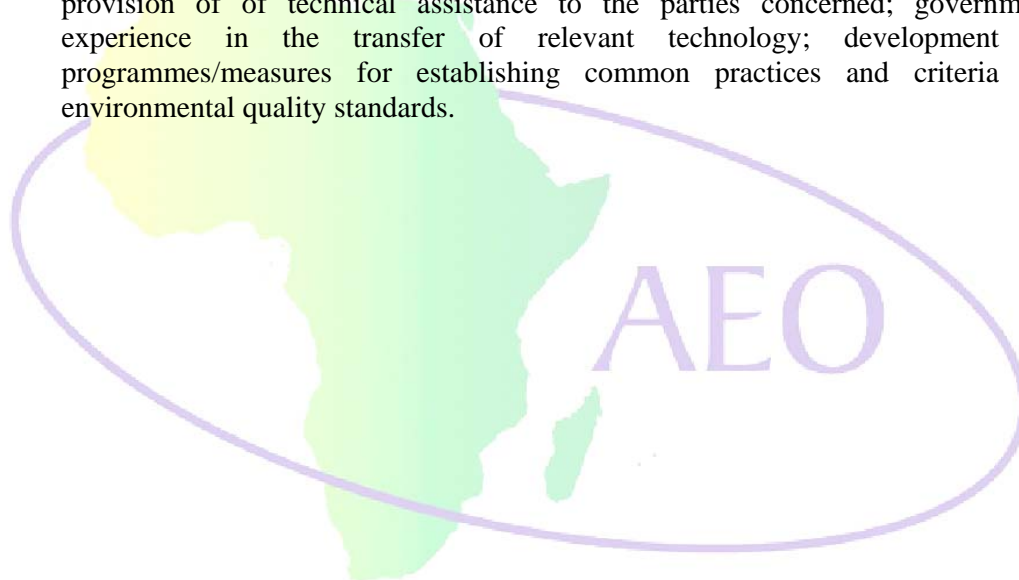 provision of of technical assistance to the parties concerned; governm
experience in the transfer of relevant technology; development
programmes/measures for establishing common practices and criteria
environmental quality standards.
AEO